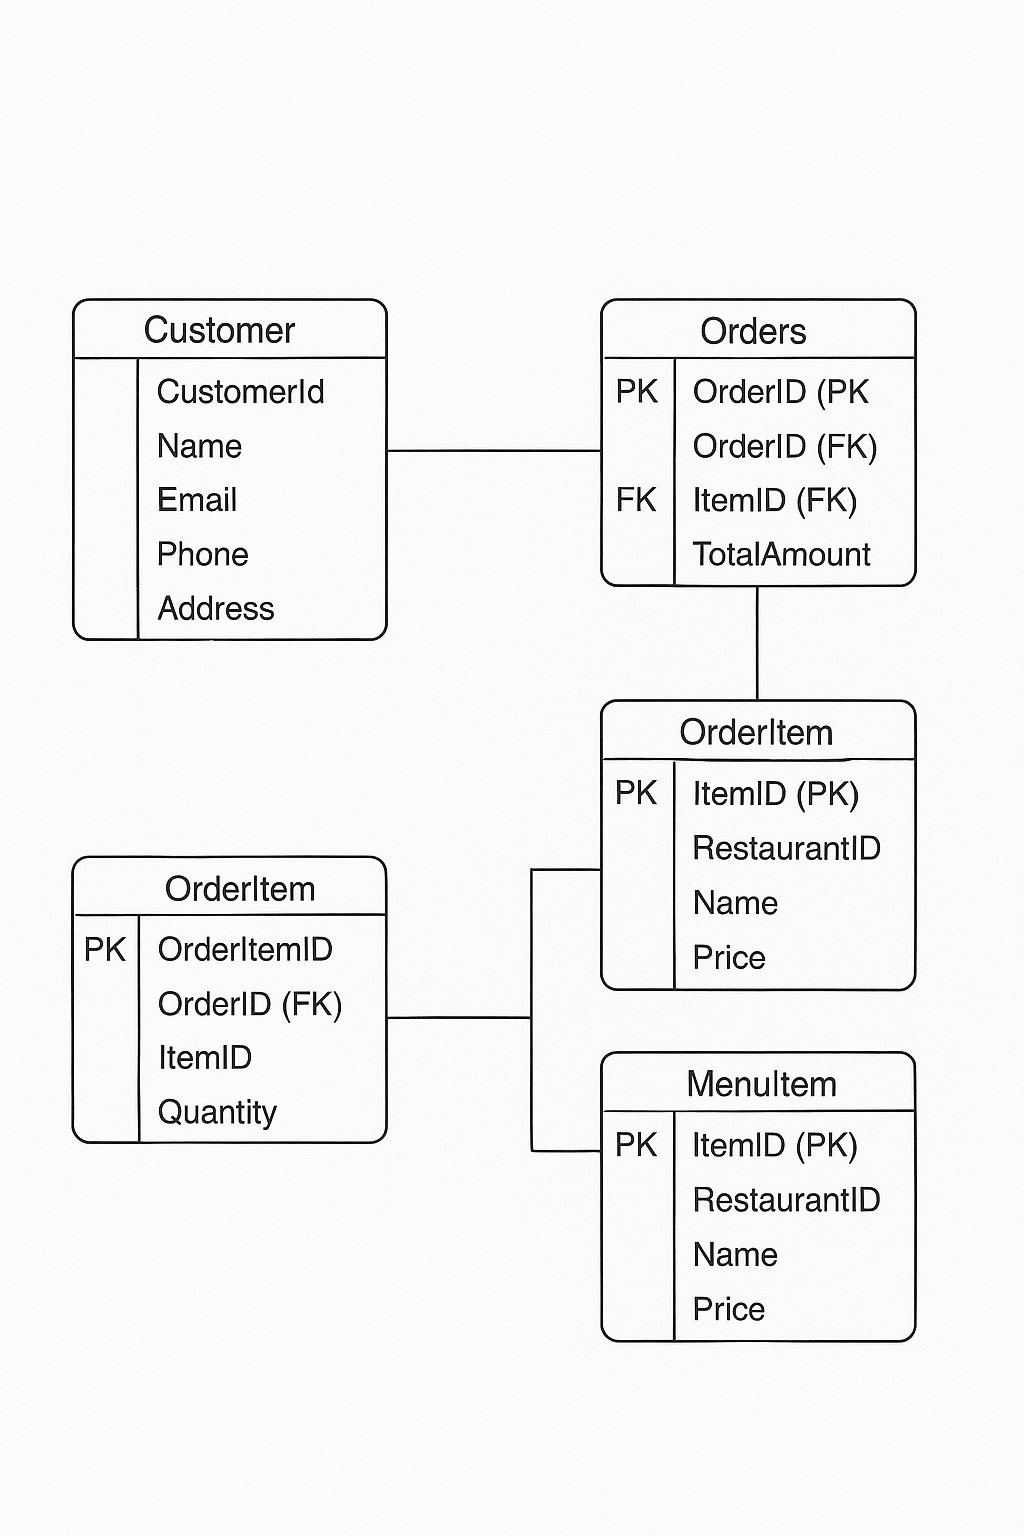 Customer
CustomerId
Name
Email
Phone
Address
Orders
PK OrderID (PK
OrderID (FK)
FK ItemID (FK)
TotalAmount
OrderItem
PK ItemID (PK)
RestaurantID
Name
Price
OrderItem
PK OrderItemID
OrderID (FK)
ItemID
Quantity
MenuItem
PK ItemID (PK)
RestaurantID
Name
Price